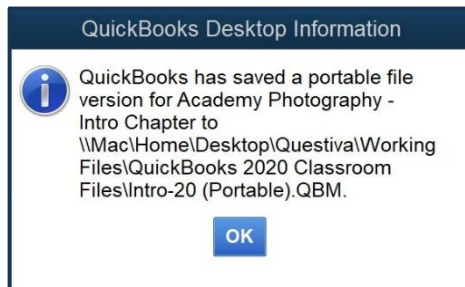 QuickBooks Desktop Information
QuickBooks has saved a portable file
version for Academy Photography -
Intro Chapter to
\\Mac\Home\Desktop\Questiva\Working
Files\QuickBooks 2020 Classroom
Files\Intro-20 (Portable).QBM.
OK